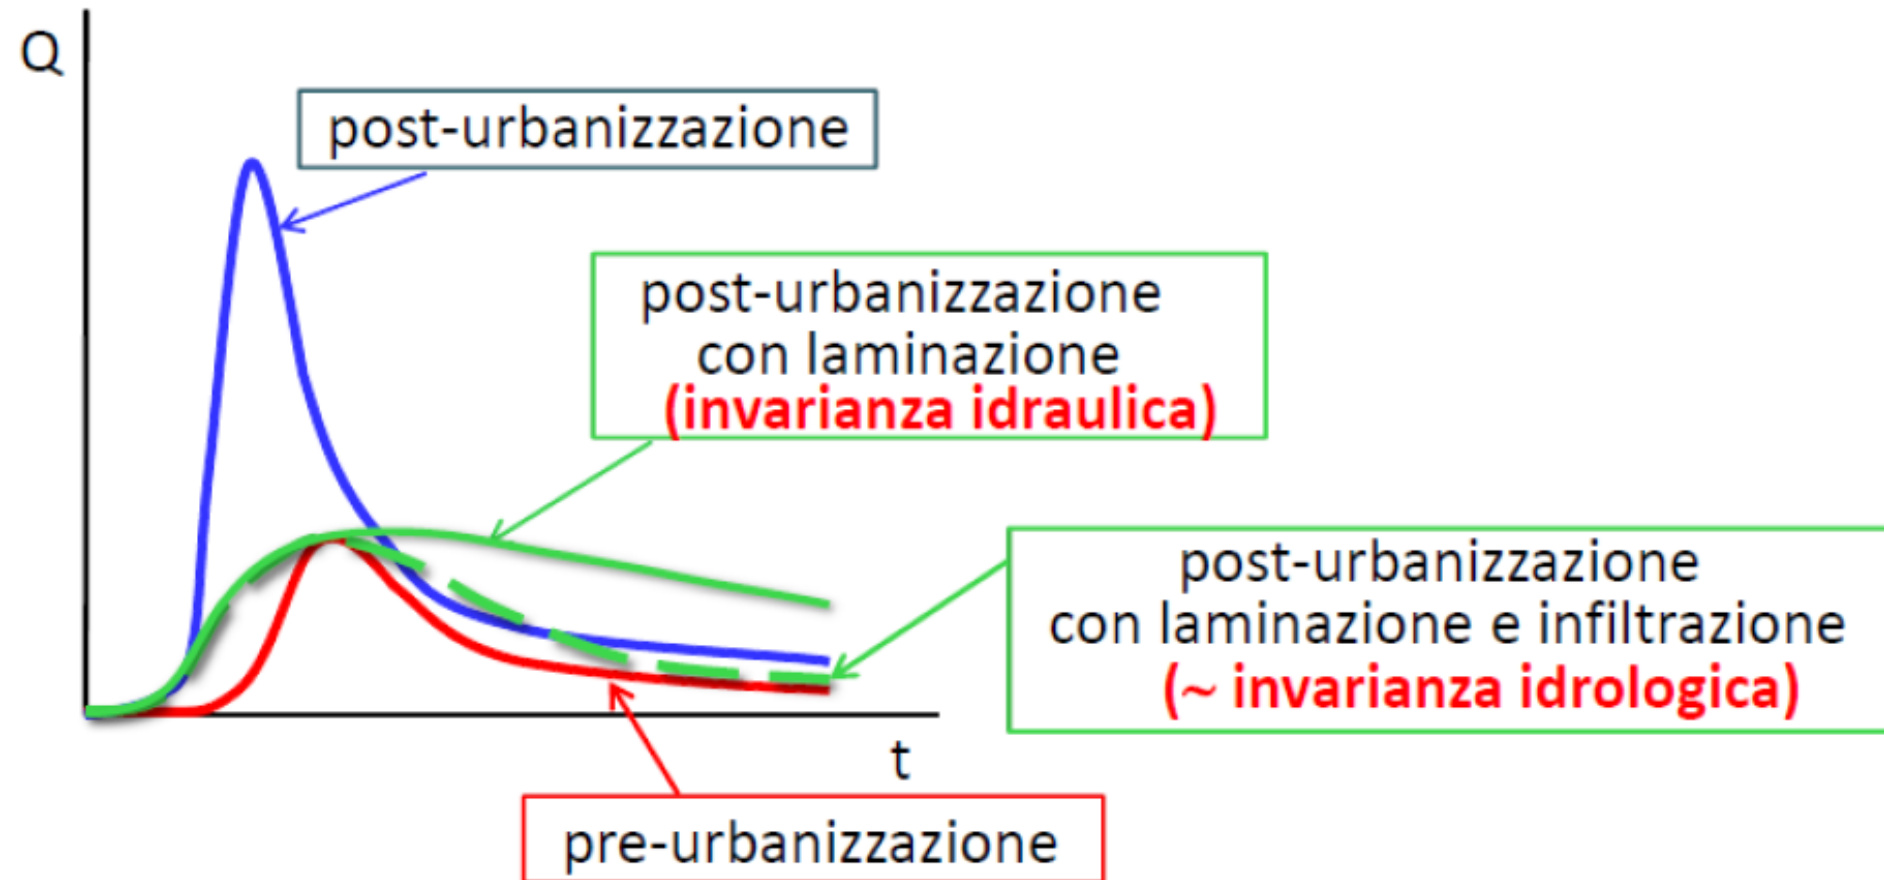 Q
post-urbanizzazione
post-urbanizzazione
con laminazione
(invarianza idraulica)
post-urbanizzazione
con laminazione e infiltrazione
(~ invarianza idrologica)
t
pre-urbanizzazione